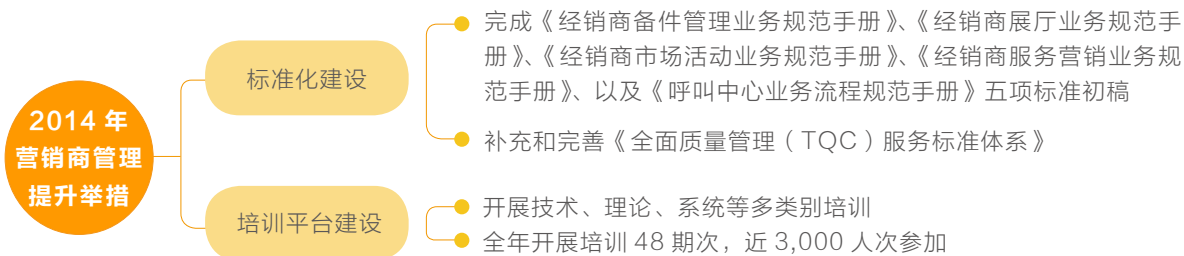 2014 年
营销商管理
提升举措
标准化建设
完成《经销商备件管理业务规范手册》、《经销商展厅业务规范手
册》、《经销商市场活动业务规范手册》、《经销商服务营销业务规
范手册》、以及《呼叫中心业务流程规范手册》五项标准初稿
补充和完善《全面质量管理（TQC）服务标准体系》
培训平台建设
开展技术、理论、系统等多类别培训
全年开展培训 48 期次，近 3,000 人次参加